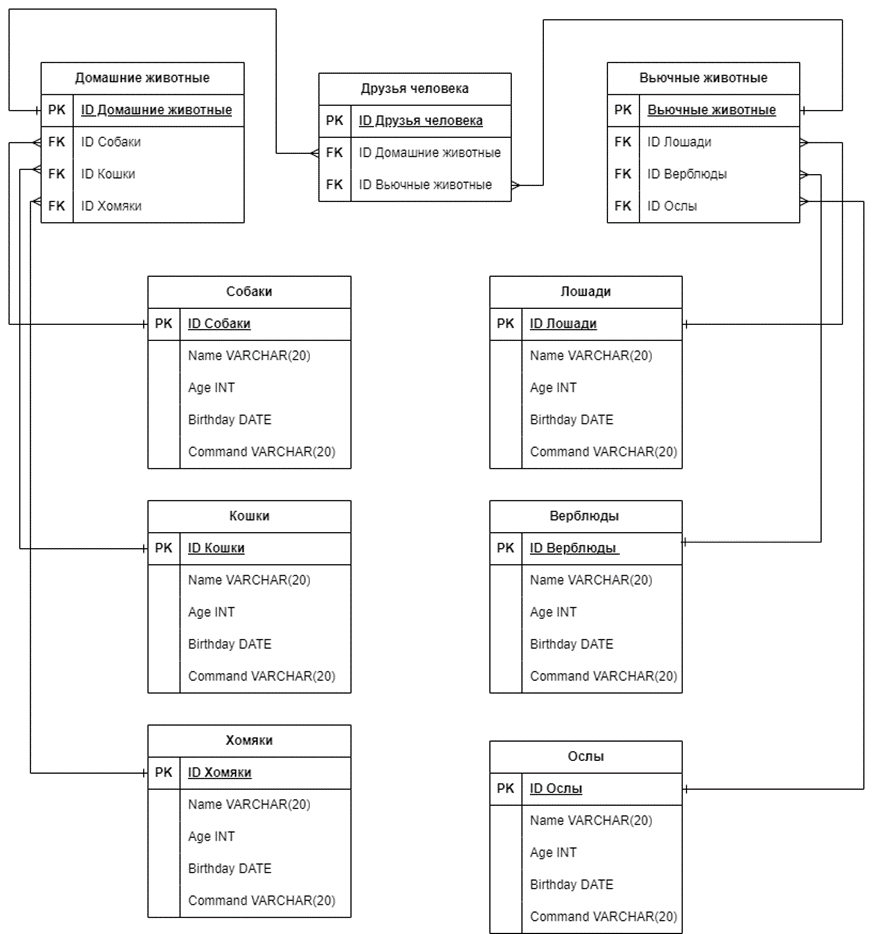 Домашние животные
PK ID Домашние животные
FK ID Собаки
FK ID Кошки
FK ID Хомяки
Друзья человека
PK ID Друзья человека
FK ID Домашние животные
FK ID Вьючные животные
Вьючные животные
PK Вьючные животные
FK ID Лошади
FK ID Верблюды
FK ID Ослы
Собаки
PK ID Собаки
Name VARCHAR(20)
Age INT
Birthday DATE
Command VARCHAR(20)
Лошади
PK ID Лошади
Name VARCHAR(20)
Age INT
Birthday DATE
Command VARCHAR(20)
Кошки
PK ID Кошки
Name VARCHAR(20)
Age INT
Birthday DATE
Command VARCHAR(20)
Верблюды
PK ID Верблюды
Name VARCHAR(20)
Age INT
Birthday DATE
Command VARCHAR(20)
Хомяки
PK ID Хомяки
Name VARCHAR(20)
Age INT
Birthday DATE
Command VARCHAR(20)
Ослы
PK ID Ослы
Name VARCHAR(20)
Age INT
Birthday DATE
Command VARCHAR(20)